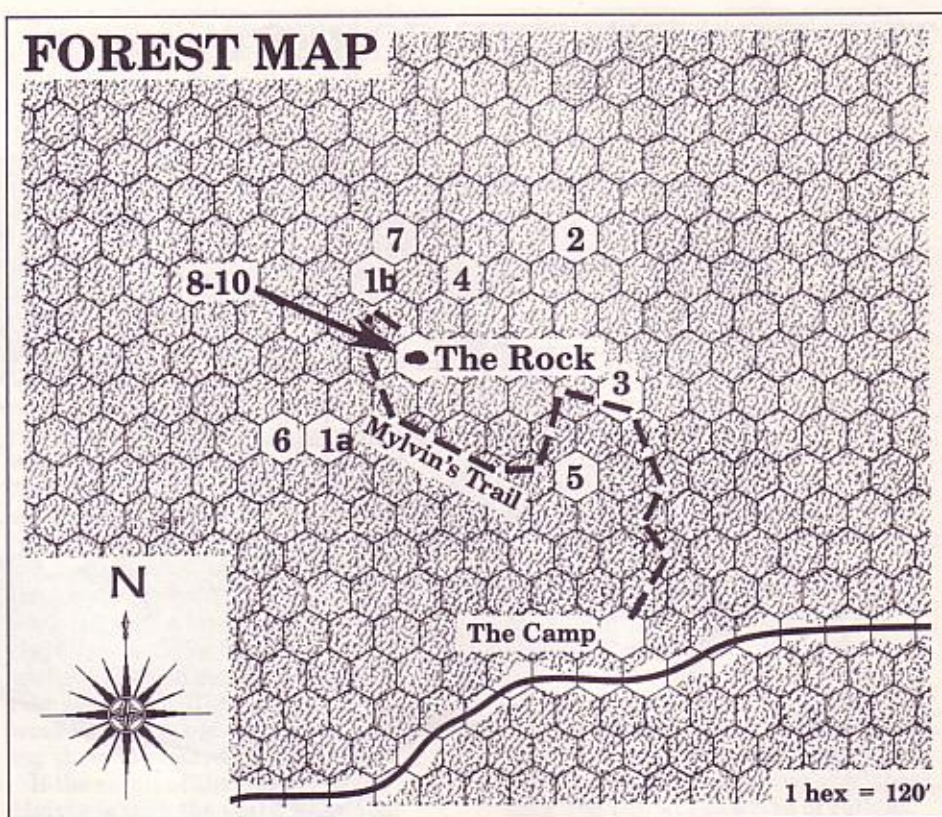 FOREST MAP
7
2
8-10
1b
4
The Rock
3
6
1a
Mylvin's Trail
5
N
The Camp
1 hex = 120'